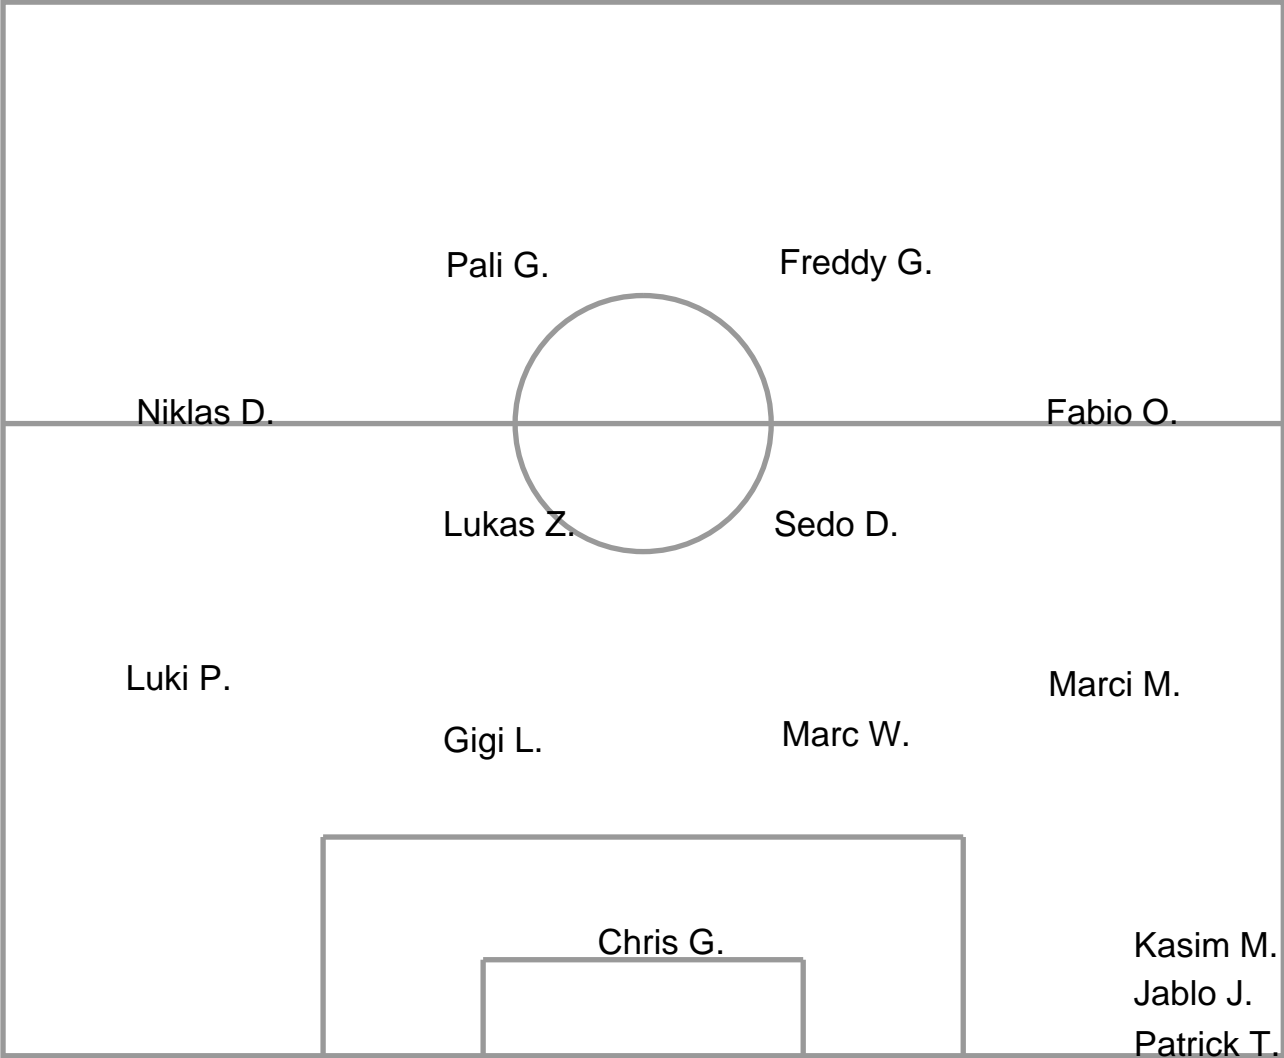 Pali G.
Freddy G.
Niklas D.
Fabio O.
Lukas Z.
Sedo D.
Luki P.
Marci M.
Gigi L.
Marc W.
Chris G.
Kasim M.
Jablo J.
Patrick T.